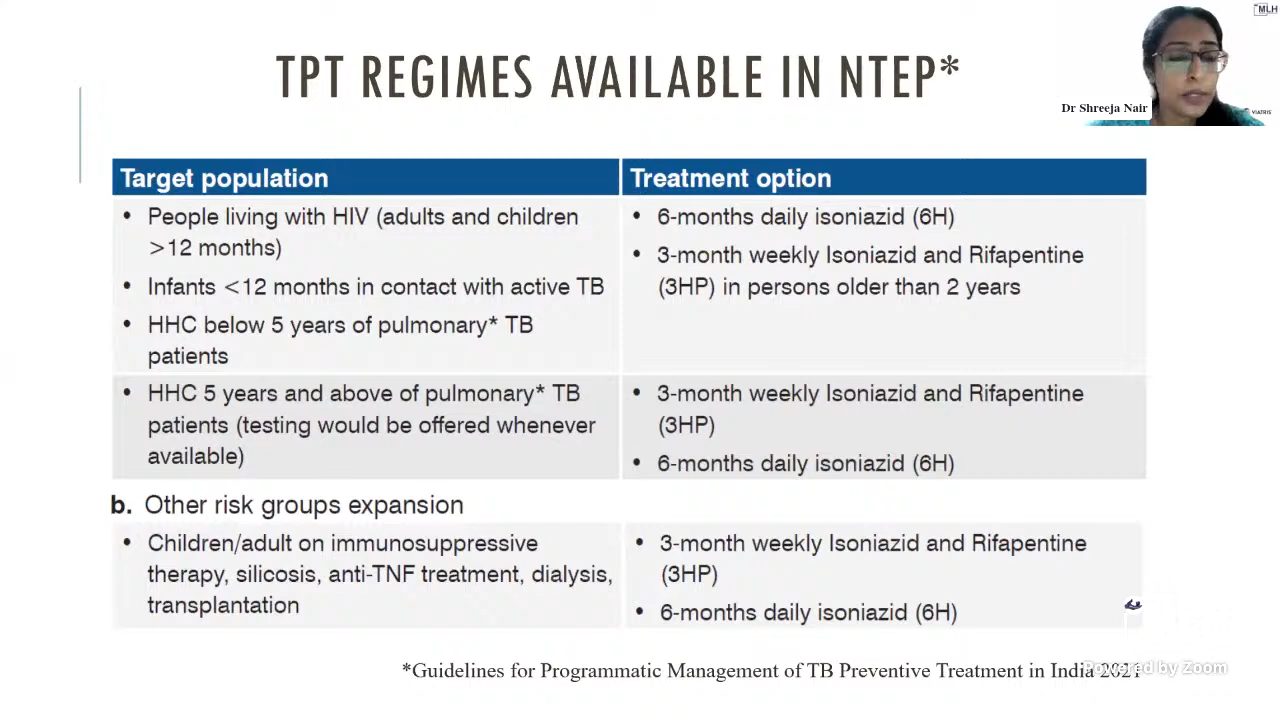 MLH
TPT REGIMES AVAILABLE IN NTEP*
Dr Shreeja Nair
VIATRIS
Target population
Treatment option
• People living with HIV (adults and children
>12 months)
• Infants <12 months in contact with active TB
• HHC below 5 years of pulmonary* TB
patients
• 6-months daily isoniazid (6H)
• 3-month weekly Isoniazid and Rifapentine
(3HP) in persons older than 2 years
• HHC 5 years and above of pulmonary* TB
patients (testing would be offered whenever
available)
• 3-month weekly Isoniazid and Rifapentine
(3HP)
• 6-months daily isoniazid (6H)
b. Other risk groups expansion
• Children/adult on immunosuppressive
therapy, silicosis, anti-TNF treatment, dialysis,
transplantation
• 3-month weekly Isoniazid and Rifapentine
(3HP)
• 6-months daily isoniazid (6H)
*Guidelines for Programmatic Management of TB Preventive Treatment in India 2021
Powered by Zoom